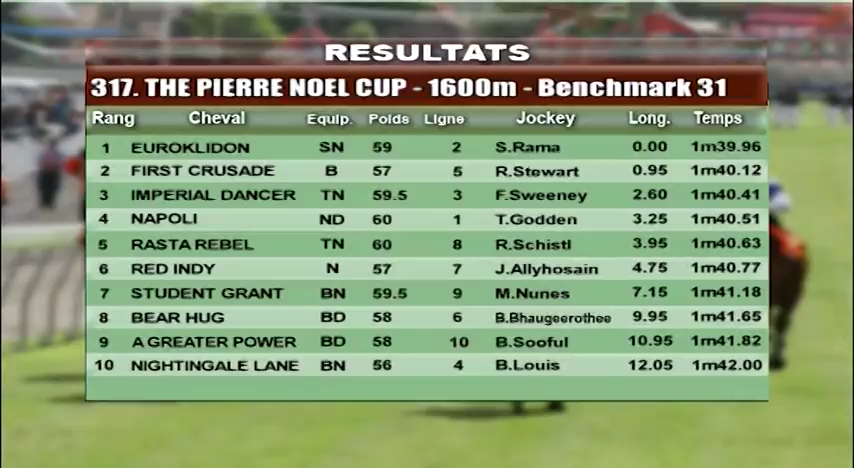 RESULTATS
317. THE PIERRE NOEL CUP - 1600m - Benchmark 31
Rang Cheval Equip. Poids Ligne Jockey Long. Temps
1 EUROKLIDON SN 59 2 S.Rama 0.00 1m39.96
2 FIRST CRUSADE B 57 5 R.Stewart 0.95 1m40.12
3 IMPERIAL DANCER TN 59.5 3 F.Sweeney 2.60 1m40.41
4 NAPOLI ND 60 1 T.Godden 3.25 1m40.51
5 RASTA REBEL TN 60 8 R.Schistl 3.95 1m40.63
6 RED INDY N 57 7 J.Allyhosain 4.75 1m40.77
7 STUDENT GRANT BN 59.5 9 M.Nunes 7.15 1m41.18
8 BEAR HUG BD 58 6 B.Bhaugeerothee 9.95 1m41.65
9 A GREATER POWER BD 58 10 B.Sooful 10.95 1m41.82
10 NIGHTINGALE LANE BN 56 4 B.Louis 12.05 1m42.00